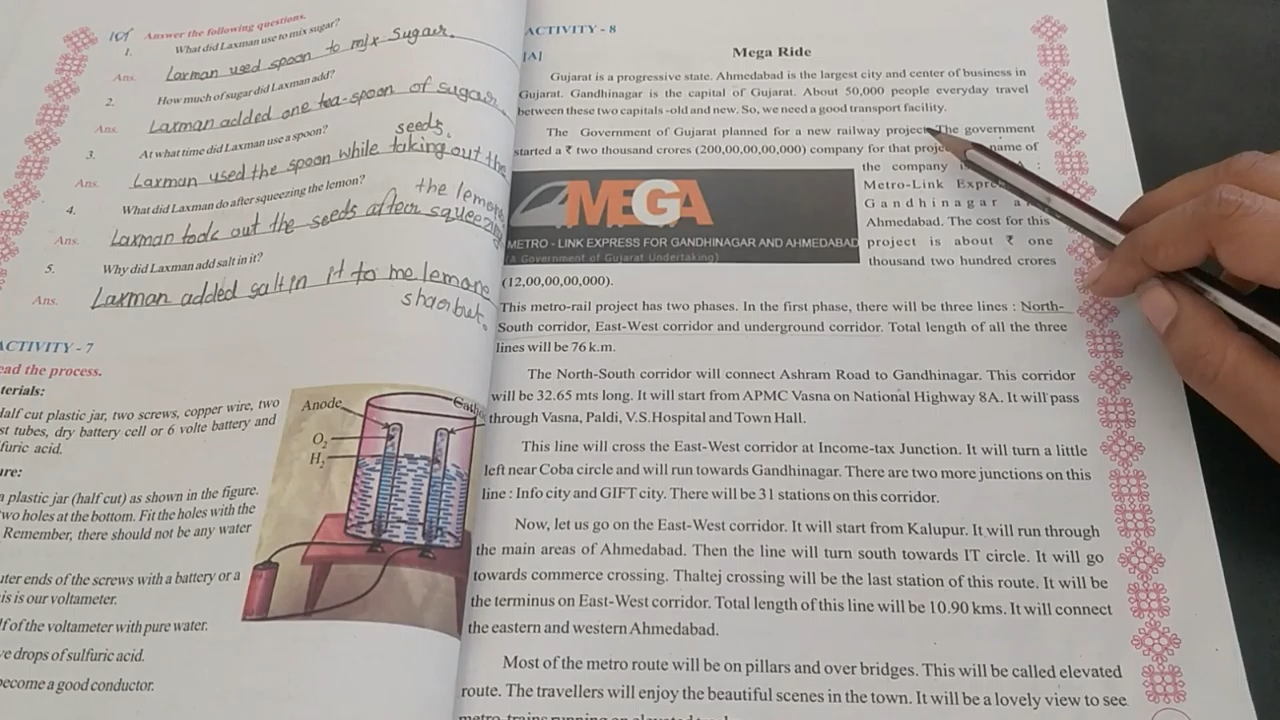 Answer the following questions.
1. What did Laxman use to mix sugar?
Ans. Laxman used spoon to mix sugar.
2. How much of sugar did Laxman add?
Ans. Laxman added one tea-spoon of sugar
3. At what time did Laxman use a spoon?
seeds.
Ans. Laxman used the spoon while taking out the
4. What did Laxman do after squeezing the lemon?
the lemon
Ans. Laxman took out the seeds after squeezing
5. Why did Laxman add salt in it?
Ans. Laxman added salt in it to me lemone
sharbut.
ACTIVITY - 7
ead the process.
terials:
Half cut plastic jar, two screws, copper wire, two
st tubes, dry battery cell or 6 volte battery and
furic acid.
ure:
a plastic jar (half cut) as shown in the figure.
two holes at the bottom. Fit the holes with the
Remember, there should not be any water
uter ends of the screws with a battery or a
is is our voltameter.
lf of the voltameter with pure water.
ve drops of sulfuric acid.
become a good conductor.
Anode
O2
H2
ACTIVITY - 8
[A]
Mega Ride
Gujarat is a progressive state. Ahmedabad is the largest city and center of business in
Gujarat. Gandhinagar is the capital of Gujarat. About 50,000 people everyday travel
between these two capitals -old and new. So, we need a good transport facility.
The Government of Gujarat planned for a new railway project. The government
started a ₹ two thousand crores (200,00,00,00,000) company for that name of
the company
Metro-Link
Gandhinagar
Ahmedabad. The cost for this
project is about ₹ one
thousand two hundred crores
MEGA
METRO - LINK EXPRESS FOR GANDHINAGAR AND AHMEDABAD
(A Government of Gujarat Undertaking)
(12,00,00,00,000).
This metro-rail project has two phases. In the first phase, there will be three lines : North-
South corridor, East-West corridor and underground corridor. Total length of all the three
lines will be 76 k.m.
The North-South corridor will connect Ashram Road to Gandhinagar. This corridor
will be 32.65 mts long. It will start from APMC Vasna on National Highway 8A. It will pass
through Vasna, Paldi, V.S.Hospital and Town Hall.
This line will cross the East-West corridor at Income-tax Junction. It will turn a little
left near Coba circle and will run towards Gandhinagar. There are two more junctions on this
line : Info city and GIFT city. There will be 31 stations on this corridor.
Now, let us go on the East-West corridor. It will start from Kalupur. It will run through
the main areas of Ahmedabad. Then the line will turn south towards IT circle. It will go
towards commerce crossing. Thaltej crossing will be the last station of this route. It will be
the terminus on East-West corridor. Total length of this line will be 10.90 kms. It will connect
the eastern and western Ahmedabad.
Most of the metro route will be on pillars and over bridges. This will be called elevated
route. The travellers will enjoy the beautiful scenes in the town. It will be a lovely view to see